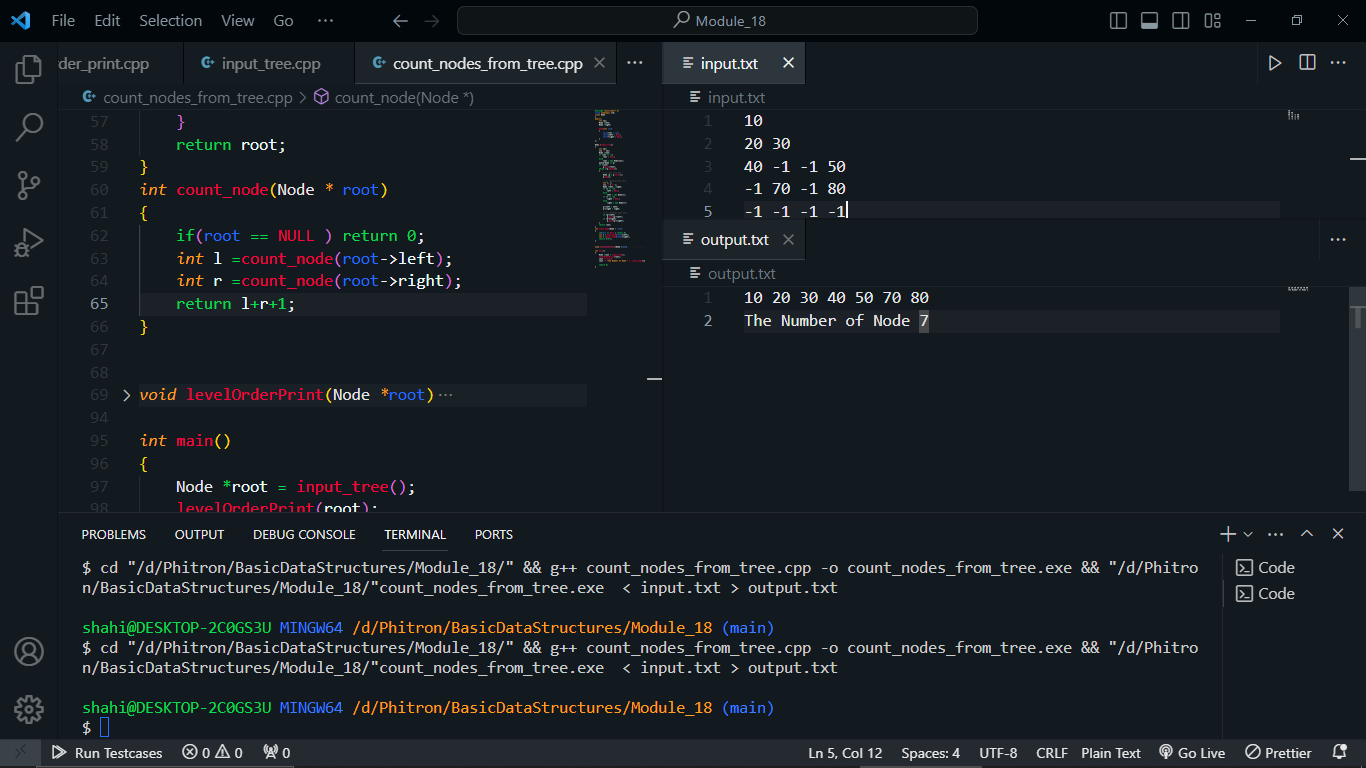 File Edit Selection View Go ··· Module_18
der_print.cpp input_tree.cpp count_nodes_from_tree.cpp ···
count_nodes_from_tree.cpp > count_node(Node *)
57 }
58 return root;
59 }
60 int count_node(Node * root)
61 {
62 if(root == NULL ) return 0;
63 int l =count_node(root->left);
64 int r =count_node(root->right);
65 return l+r+1;
66 }
67
68
69 void levelOrderPrint(Node *root)···
94
95 int main()
96 {
97 Node *root = input_tree();
98 levelOrderPrint(root);
input.txt
input.txt
1 10
2 20 30
3 40 -1 -1 50
4 -1 70 -1 80
5 -1 -1 -1 -1
output.txt
output.txt
1 10 20 30 40 50 70 80
2 The Number of Node 7
PROBLEMS OUTPUT DEBUG CONSOLE TERMINAL PORTS
$ cd "/d/Phitron/BasicDataStructures/Module_18/" && g++ count_nodes_from_tree.cpp -o count_nodes_from_tree.exe && "/d/Phitro
n/BasicDataStructures/Module_18/"count_nodes_from_tree.exe < input.txt > output.txt
shahi@DESKTOP-2C0GS3U MINGW64 /d/Phitron/BasicDataStructures/Module_18 (main)
$ cd "/d/Phitron/BasicDataStructures/Module_18/" && g++ count_nodes_from_tree.cpp -o count_nodes_from_tree.exe && "/d/Phitro
n/BasicDataStructures/Module_18/"count_nodes_from_tree.exe < input.txt > output.txt
shahi@DESKTOP-2C0GS3U MINGW64 /d/Phitron/BasicDataStructures/Module_18 (main)
$
Code
Code
Run Testcases 0 0 0 Ln 5, Col 12 Spaces: 4 UTF-8 CRLF Plain Text Go Live Prettier